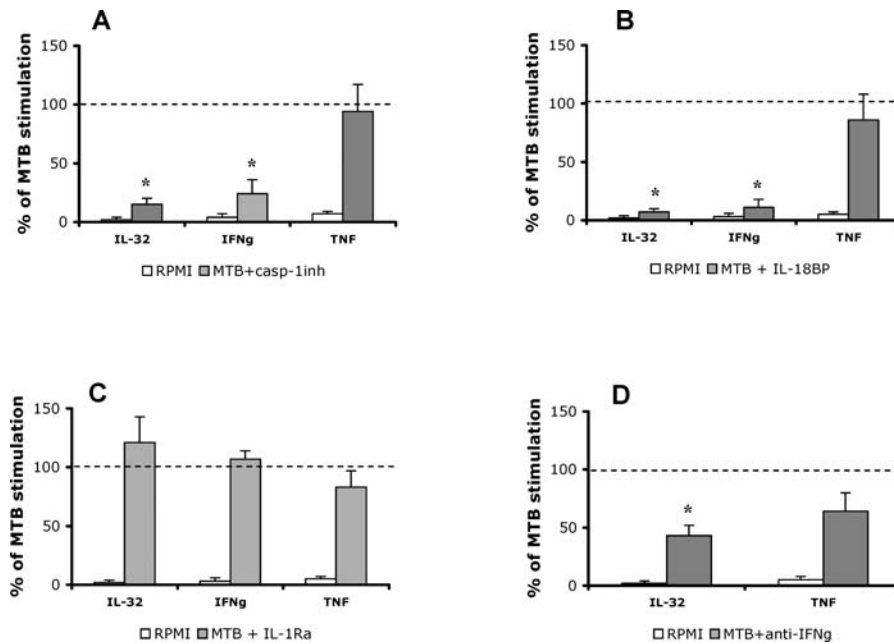 A
% of MTB stimulation
150
100
50
0
IL-32 IFNg TNF
* *
RPMI MTB+casp-1inh
B
% of MTB stimulation
150
100
50
0
IL-32 IFNg TNF
* *
RPMI MTB + IL-18BP
C
% of MTB stimulation
150
100
50
0
IL-32 IFNg TNF
RPMI MTB + IL-1Ra
D
% of MTB stimulation
150
100
50
0
IL-32 TNF
*
RPMI MTB+anti-IFNg